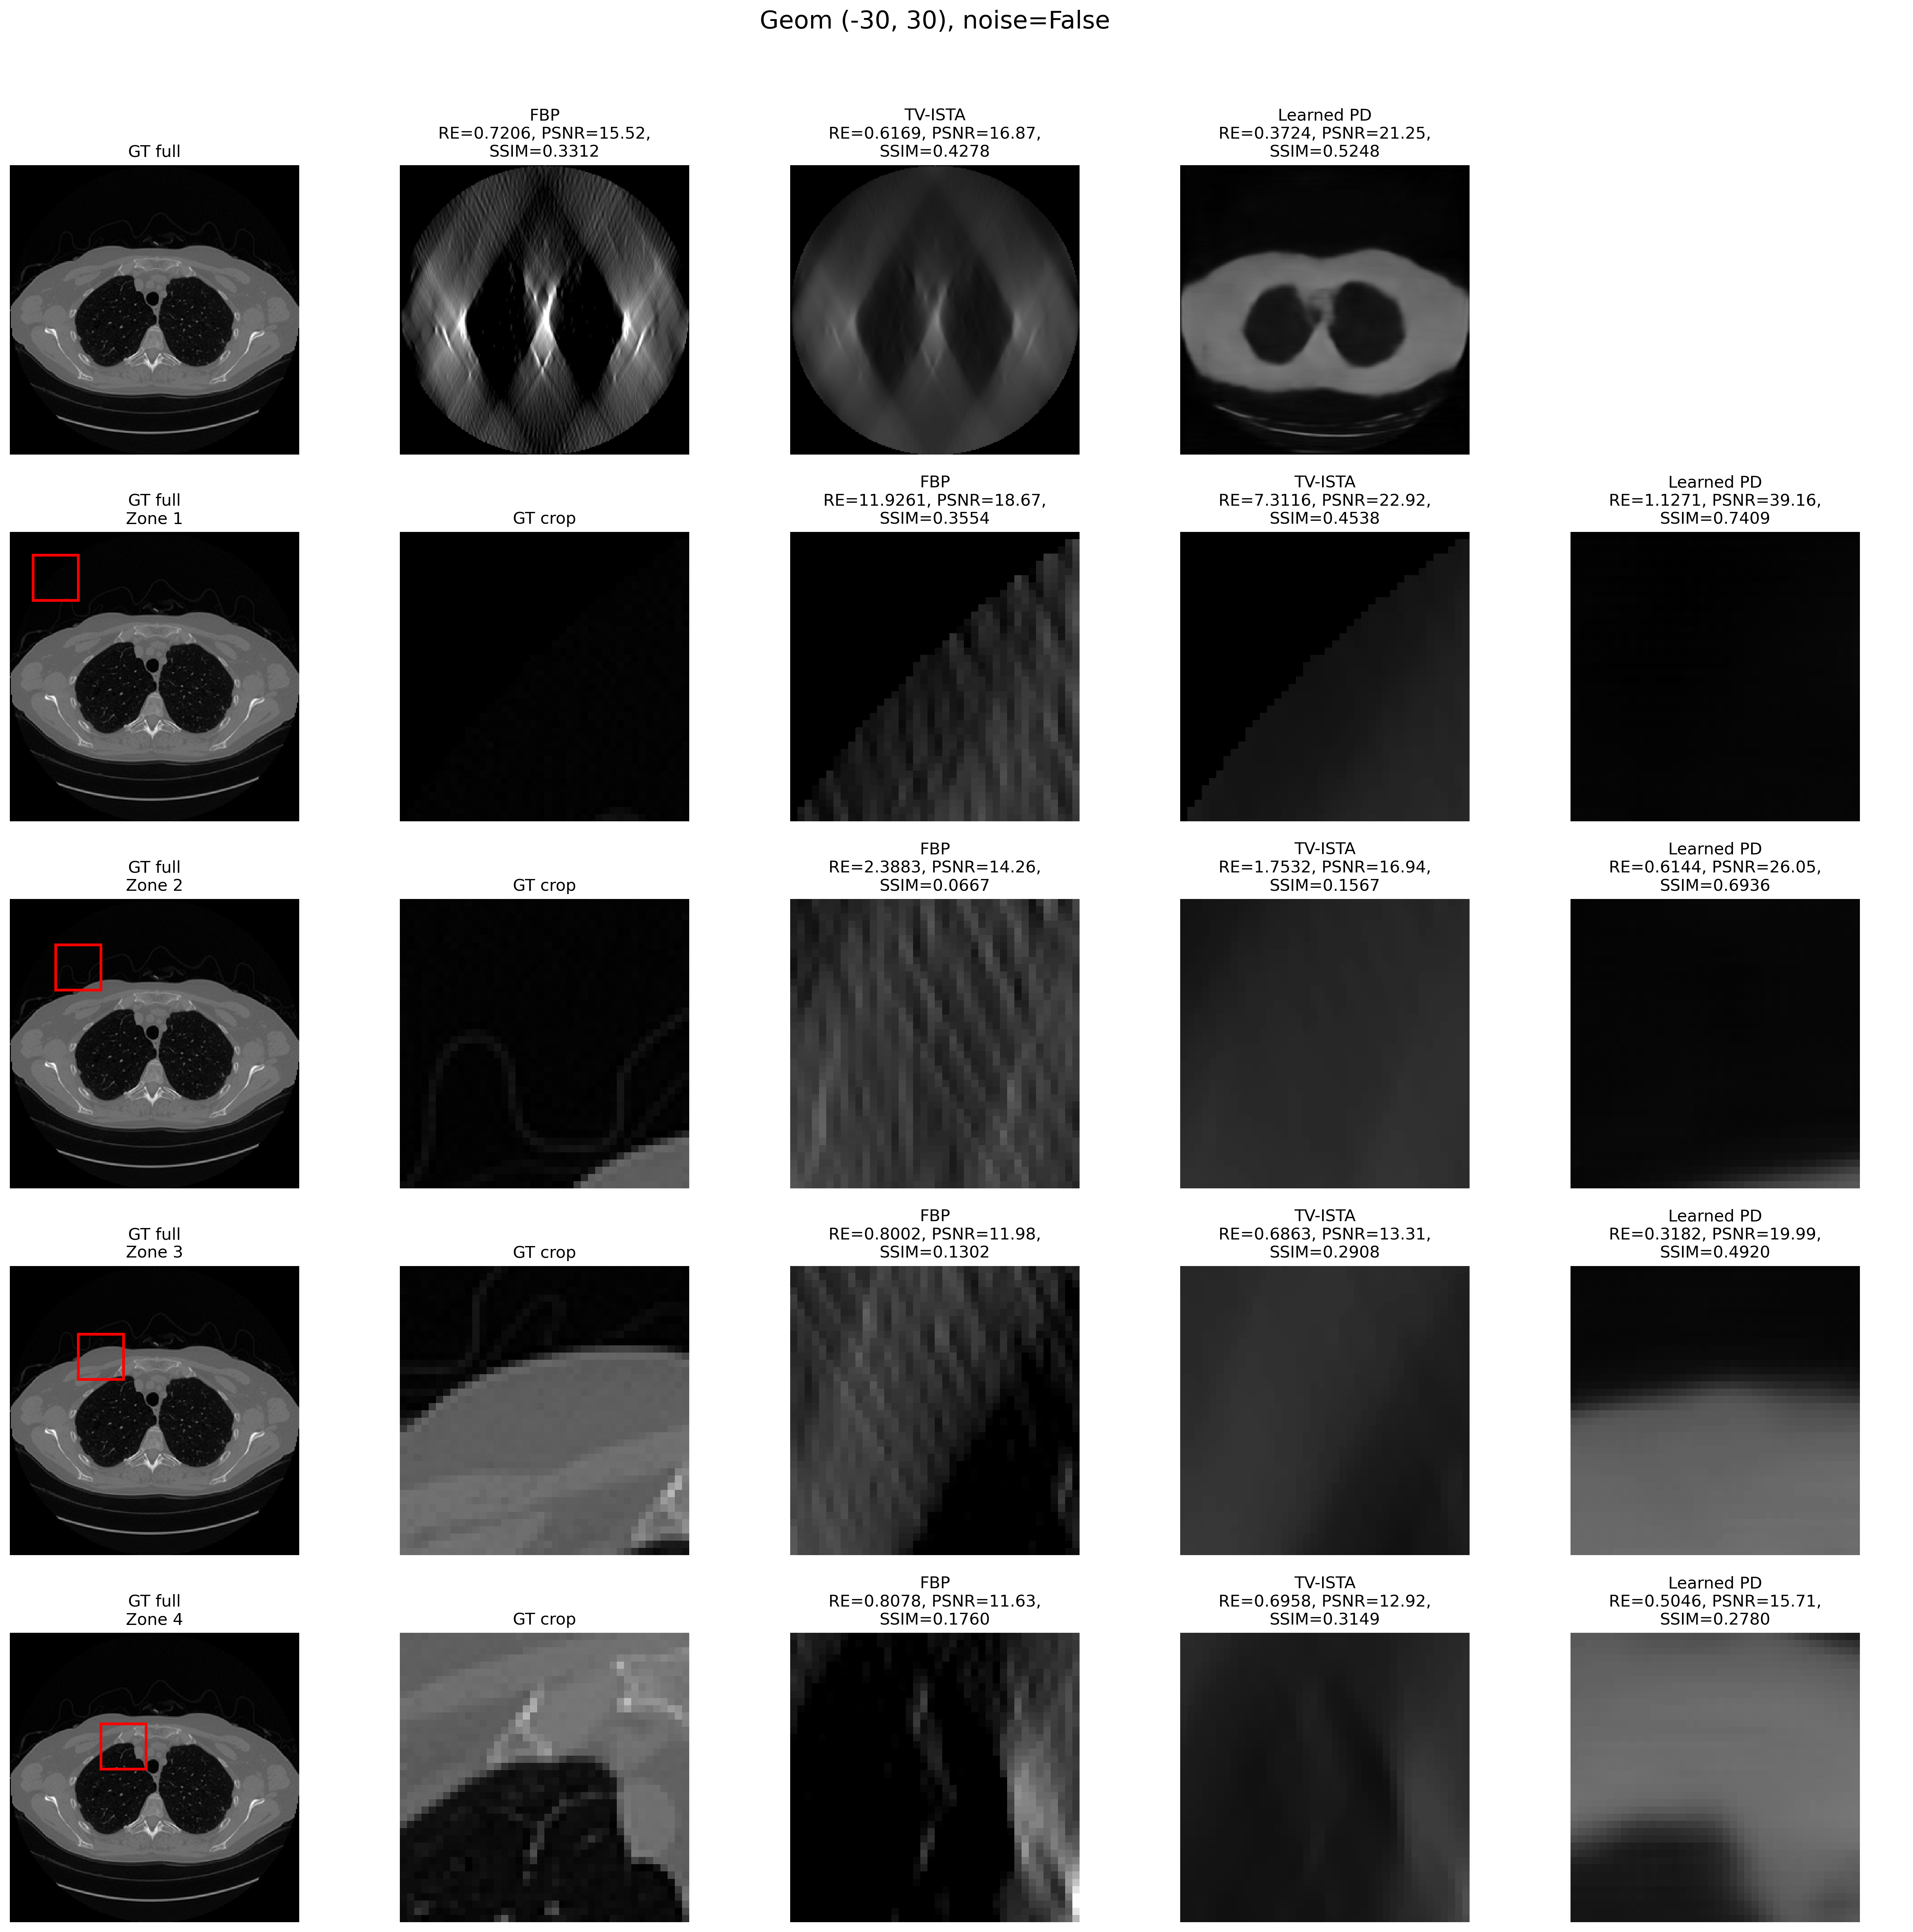 Geom (-30, 30), noise=False
GT full
FBP
RE=0.7206, PSNR=15.52,
SSIM=0.3312
TV-ISTA
RE=0.6169, PSNR=16.87,
SSIM=0.4278
Learned PD
RE=0.3724, PSNR=21.25,
SSIM=0.5248
GT full
Zone 1
GT crop
FBP
RE=11.9261, PSNR=18.67,
SSIM=0.3554
TV-ISTA
RE=7.3116, PSNR=22.92,
SSIM=0.4538
Learned PD
RE=1.1271, PSNR=39.16,
SSIM=0.7409
GT full
Zone 2
GT crop
FBP
RE=2.3883, PSNR=14.26,
SSIM=0.0667
TV-ISTA
RE=1.7532, PSNR=16.94,
SSIM=0.1567
Learned PD
RE=0.6144, PSNR=26.05,
SSIM=0.6936
GT full
Zone 3
GT crop
FBP
RE=0.8002, PSNR=11.98,
SSIM=0.1302
TV-ISTA
RE=0.6863, PSNR=13.31,
SSIM=0.2908
Learned PD
RE=0.3182, PSNR=19.99,
SSIM=0.4920
GT full
Zone 4
GT crop
FBP
RE=0.8078, PSNR=11.63,
SSIM=0.1760
TV-ISTA
RE=0.6958, PSNR=12.92,
SSIM=0.3149
Learned PD
RE=0.5046, PSNR=15.71,
SSIM=0.2780